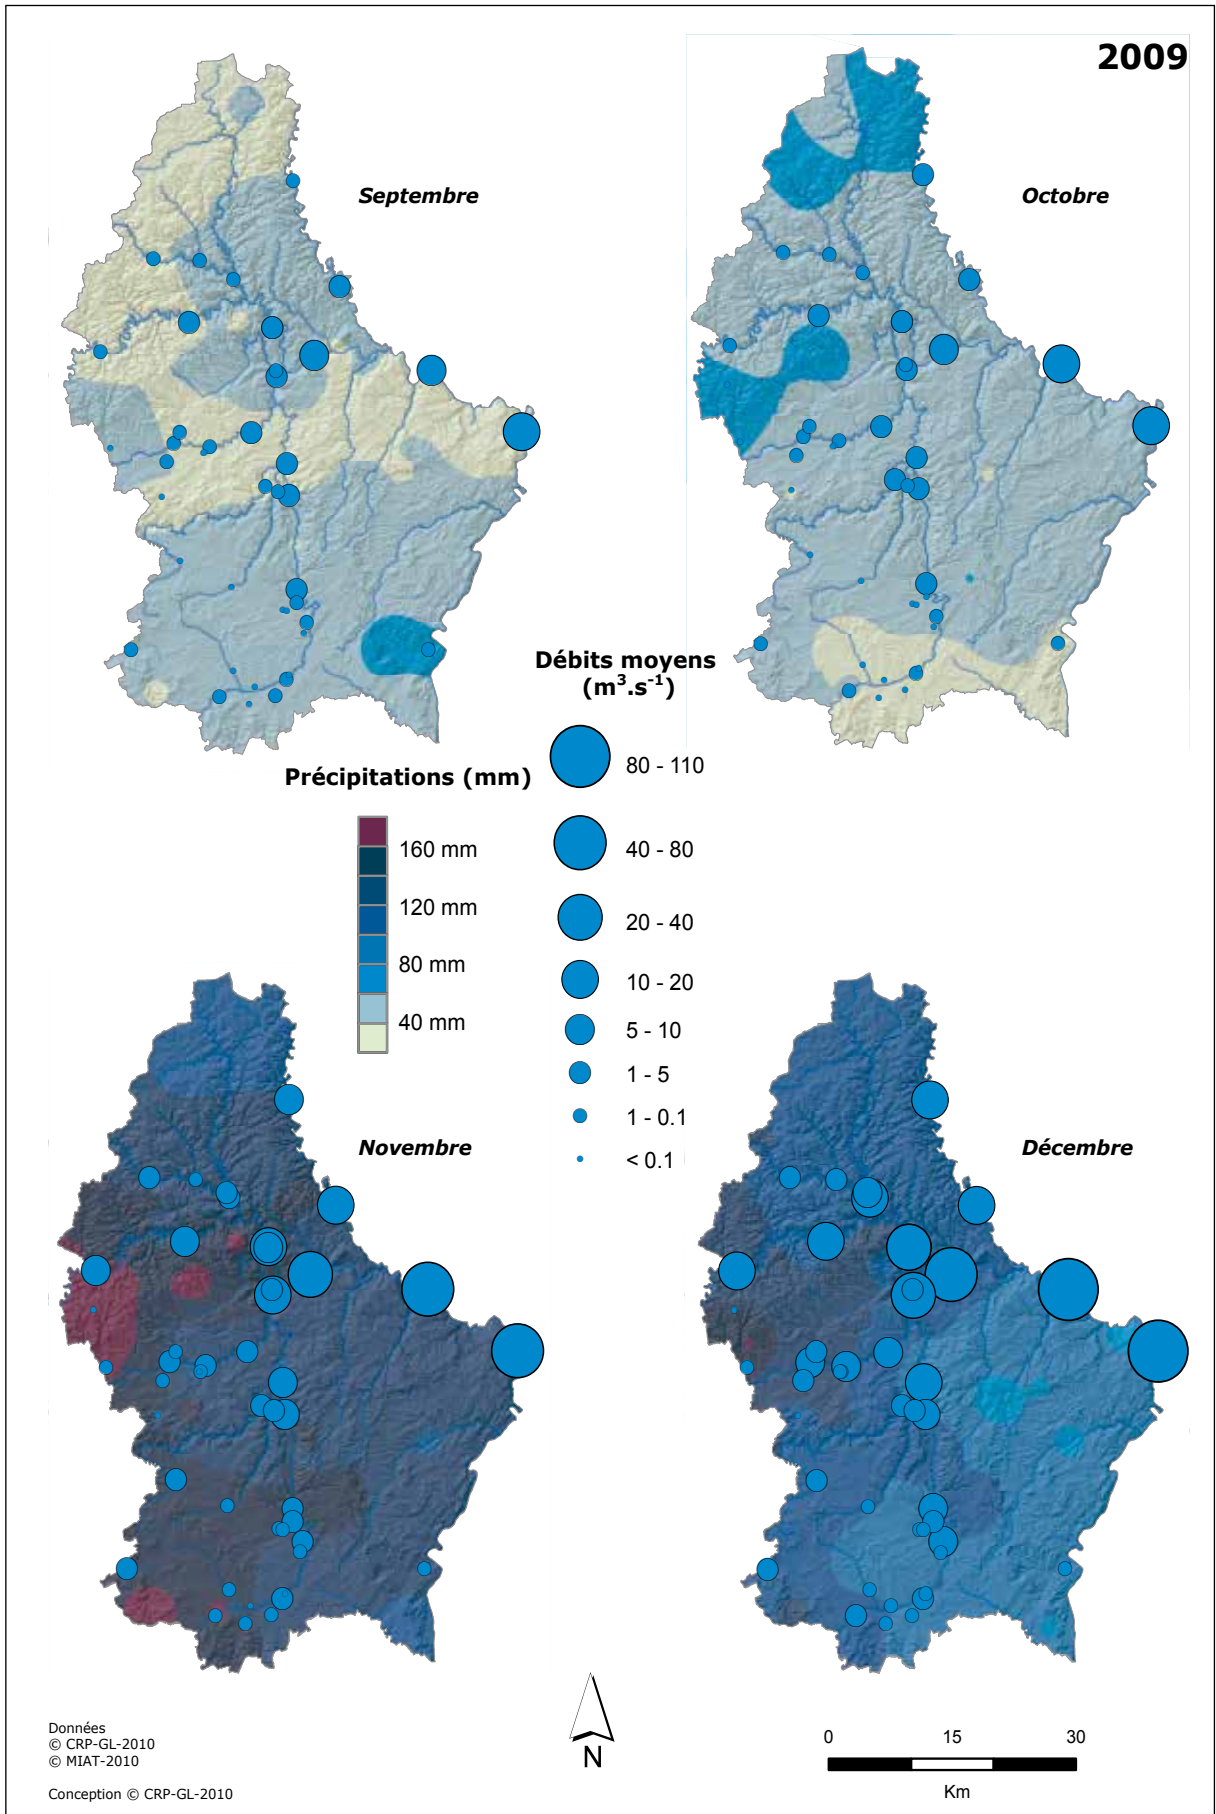 2009
Septembre
Octobre
Débits moyens
(m³.s⁻¹)
80 - 110
Précipitations (mm)
40 - 80
160 mm
120 mm
20 - 40
80 mm
10 - 20
40 mm
5 - 10
1 - 5
1 - 0.1
< 0.1
Novembre
Décembre
N
Données
© CRP-GL-2010
© MIAT-2010
Conception © CRP-GL-2010
0 15 30
Km